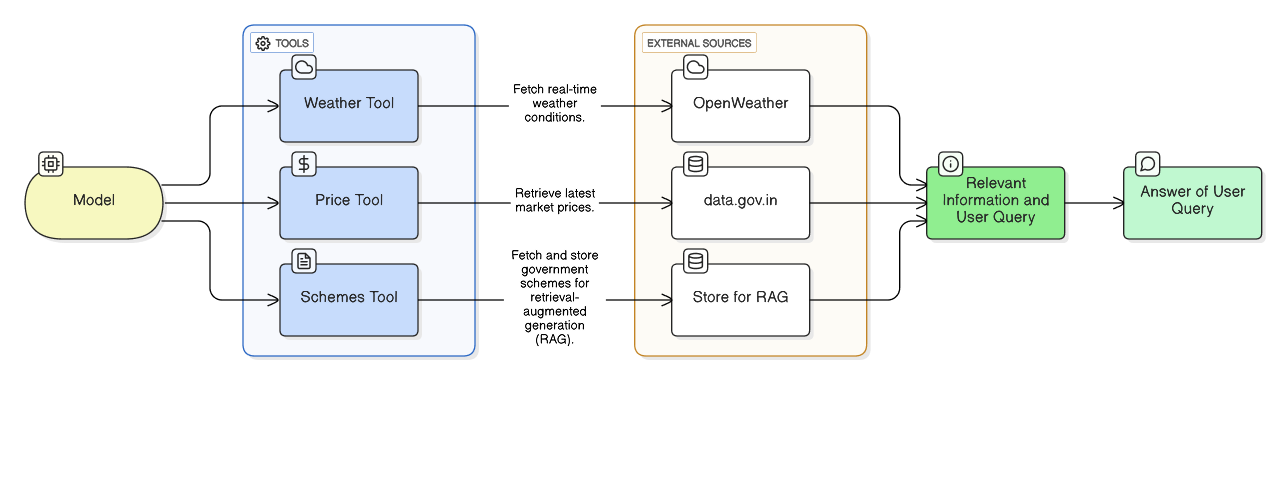 TOOLS
EXTERNAL SOURCES
Model
Weather Tool
Fetch real-time
weather
conditions.
OpenWeather
Price Tool
Retrieve latest
market prices.
data.gov.in
Schemes Tool
Fetch and store
government
schemes for
retrieval-
augmented
generation
(RAG).
Store for RAG
Relevant
Information and
User Query
Answer of User
Query